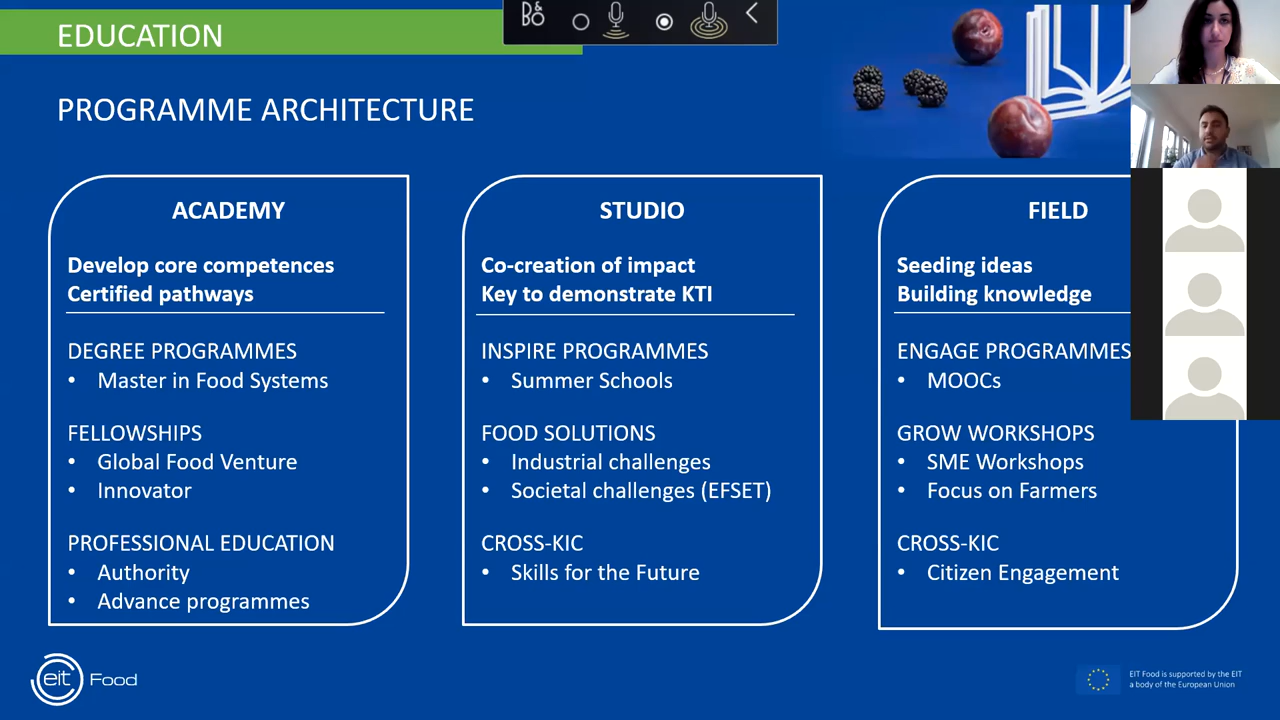 EDUCATION
B&O
PROGRAMME ARCHITECTURE
ACADEMY
Develop core competences
Certified pathways
DEGREE PROGRAMMES
• Master in Food Systems
FELLOWSHIPS
• Global Food Venture
• Innovator
PROFESSIONAL EDUCATION
• Authority
• Advance programmes
STUDIO
Co-creation of impact
Key to demonstrate KTI
INSPIRE PROGRAMMES
• Summer Schools
FOOD SOLUTIONS
• Industrial challenges
• Societal challenges (EFSET)
CROSS-KIC
• Skills for the Future
FIELD
Seeding ideas
Building knowledge
ENGAGE PROGRAMMES
• MOOCs
GROW WORKSHOPS
• SME Workshops
• Focus on Farmers
CROSS-KIC
• Citizen Engagement
eit Food
EIT Food is supported by the EIT
a body of the European Union